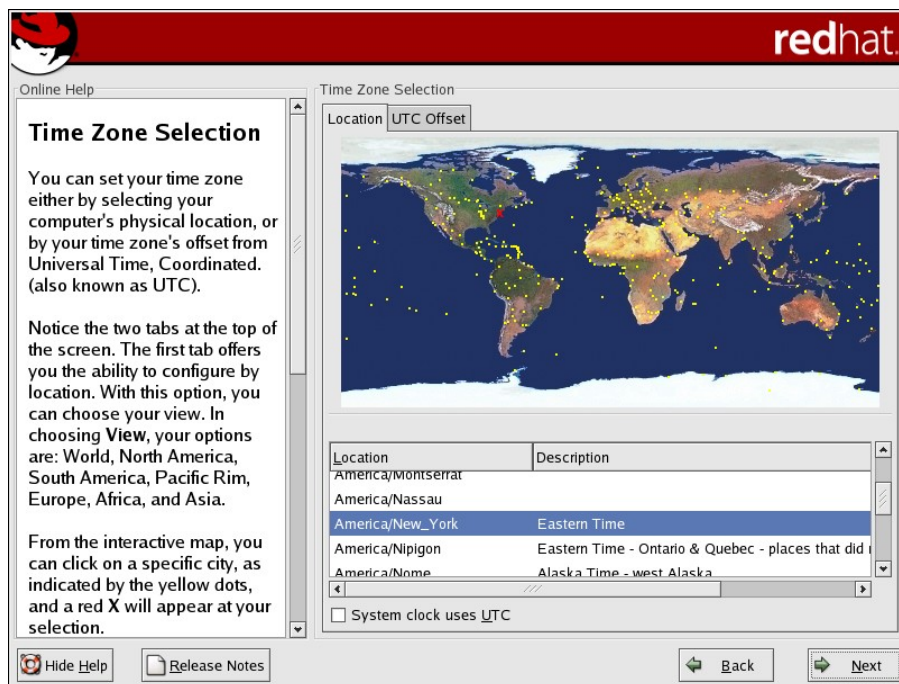 redhat.
Online Help
Time Zone Selection
You can set your time zone
either by selecting your
computer's physical location, or
by your time zone's offset from
Universal Time, Coordinated.
(also known as UTC).
Notice the two tabs at the top of
the screen. The first tab offers
you the ability to configure by
location. With this option, you
can choose your view. In
choosing View, your options
are: World, North America,
South America, Pacific Rim,
Europe, Africa, and Asia.
From the interactive map, you
can click on a specific city, as
indicated by the yellow dots,
and a red X will appear at your
selection.
Time Zone Selection
Location UTC Offset
Location Description
America/Montserrat
America/Nassau
America/New_York Eastern Time
America/Nipigon Eastern Time - Ontario & Quebec - places that did
America/Nome Alaska Time - west Alaska
System clock uses UTC
Hide Help Release Notes Back Next